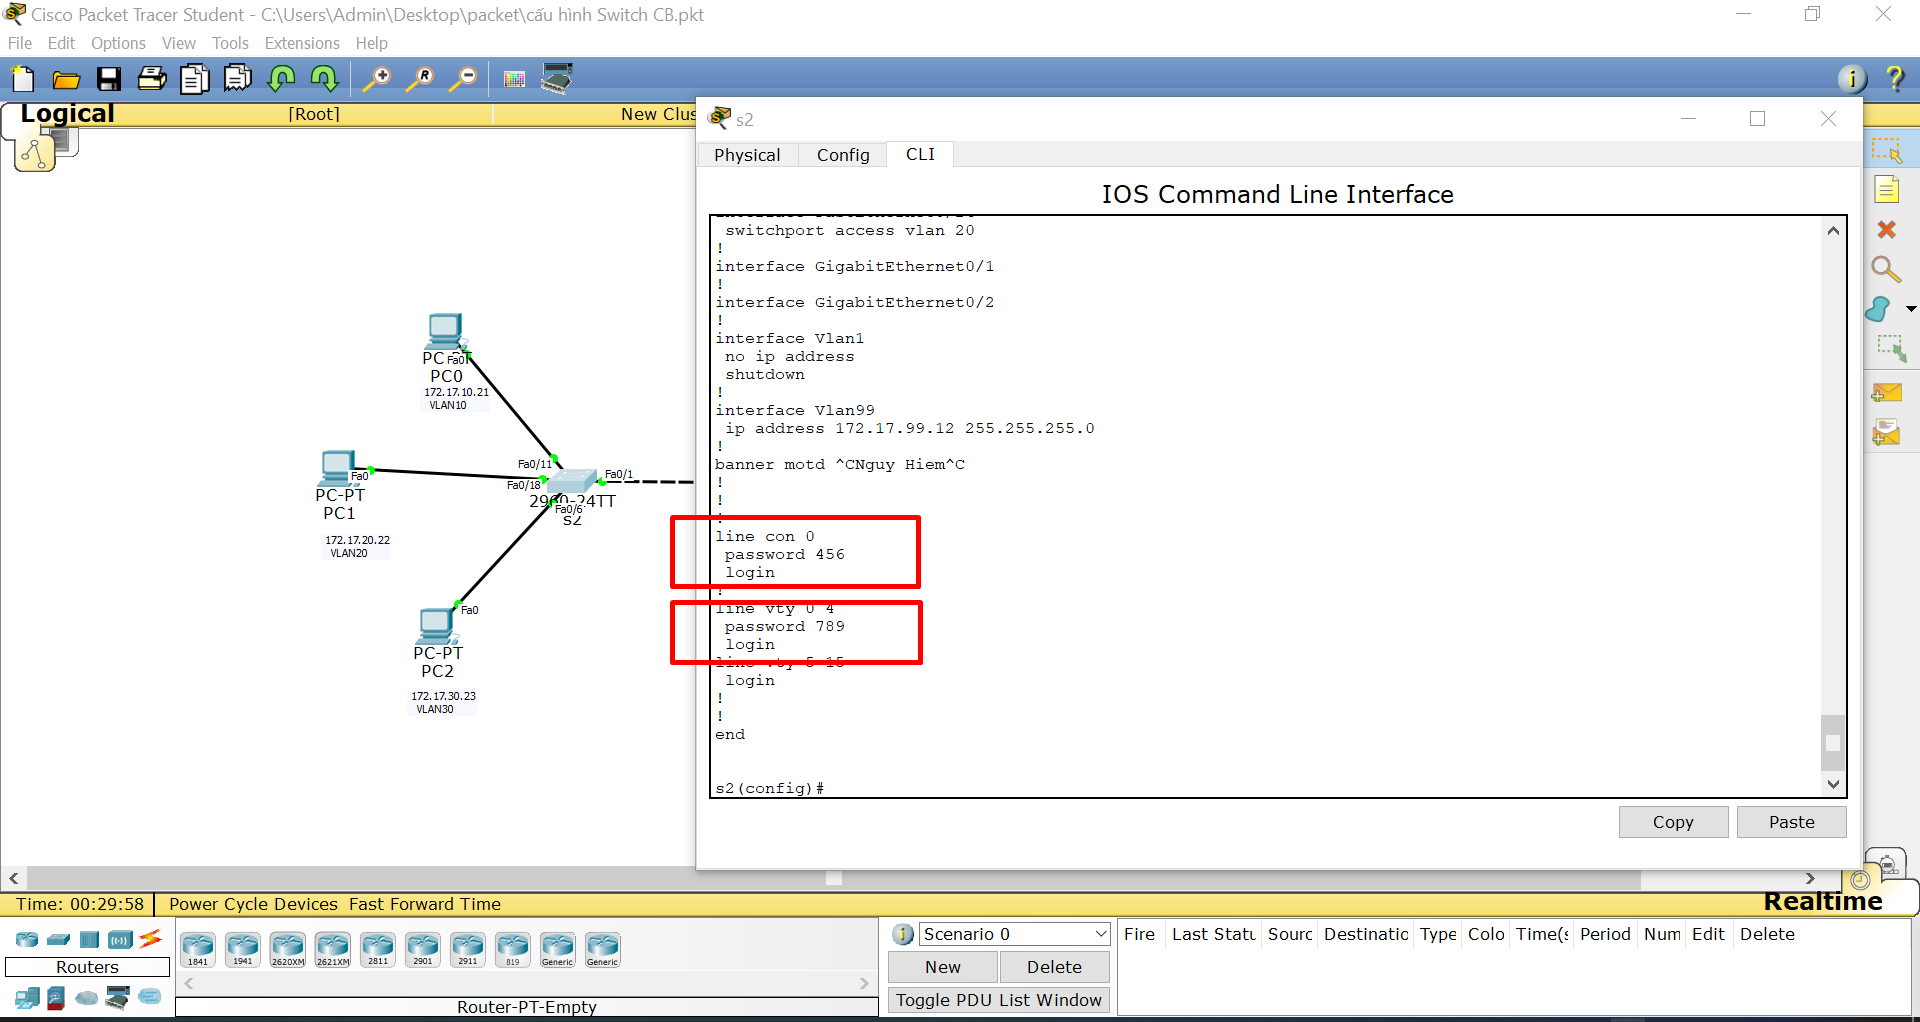 Cisco Packet Tracer Student - C:\Users\Admin\Desktop\packet\cấu hình Switch CB.pkt
File Edit Options View Tools Extensions Help
Logical
[Root]
New Clus
s2
Physical Config CLI
IOS Command Line Interface
switchport access vlan 20
!
interface GigabitEthernet0/1
!
interface GigabitEthernet0/2
!
interface Vlan1
no ip address
shutdown
!
interface Vlan99
ip address 172.17.99.12 255.255.255.0
!
banner motd ^CNguy Hiem^C
!
!
!
line con 0
password 456
login
!
line vty 0 4
password 789
login
line vty 5 15
login
!
!
end
s2(config)#
Copy Paste
PC-PT
Fa0
PC0
172.17.10.21
VLAN10
Fa0
PC-PT
PC1
172.17.20.22
VLAN20
Fa0/11
Fa0/18
Fa0/1
2960-24TT
Fa0/6
s2
Fa0
PC-PT
PC2
172.17.30.23
VLAN30
Time: 00:29:58 Power Cycle Devices Fast Forward Time
Realtime
Routers
1841 1941 2620XM 2621XM 2811 2901 2911 819 Generic Generic
Router-PT-Empty
Scenario 0
New Delete
Toggle PDU List Window
Fire Last Statu Sourc Destinatic Type Colo Time(s Period Num Edit Delete